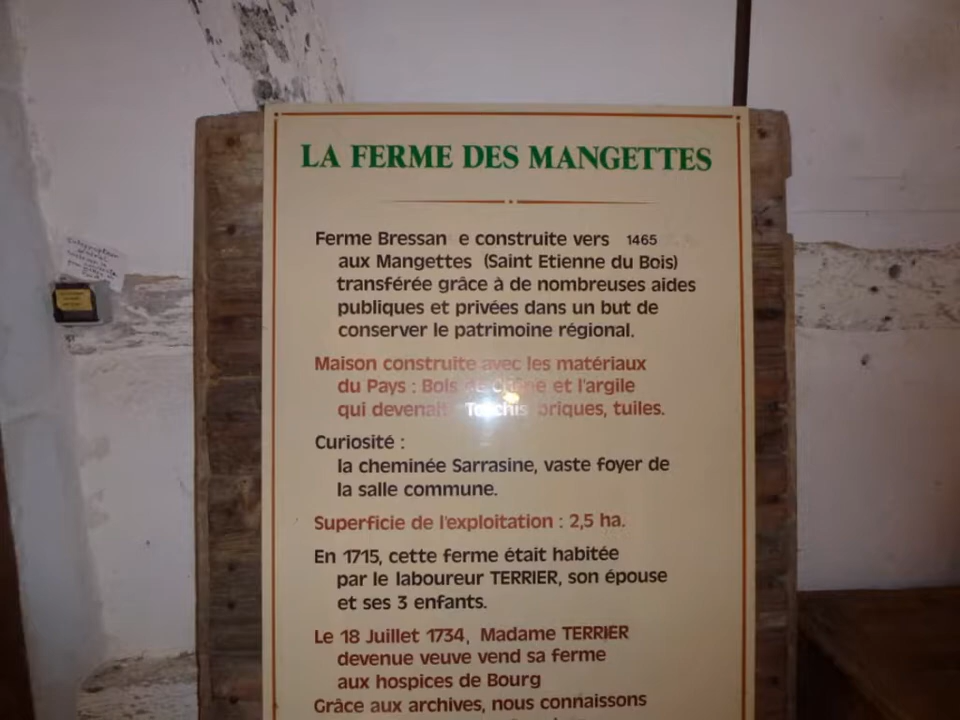 LA FERME DES MANGETTES
Ferme Bressan e construite vers 1465
aux Mangettes (Saint Etienne du Bois)
transférée grâce à de nombreuses aides
publiques et privées dans un but de
conserver le patrimoine régional.
Maison construite avec les matériaux
du Pays : Bois de Chêne et l'argile
qui devenait Torchis briques, tuiles.
Curiosité :
la cheminée Sarrasine, vaste foyer de
la salle commune.
Superficie de l'exploitation : 2,5 ha.
En 1715, cette ferme était habitée
par le laboureur TERRIER, son épouse
et ses 3 enfants.
Le 18 Juillet 1734, Madame TERRIER
devenue veuve vend sa ferme
aux hospices de Bourg
Grâce aux archives, nous connaissons